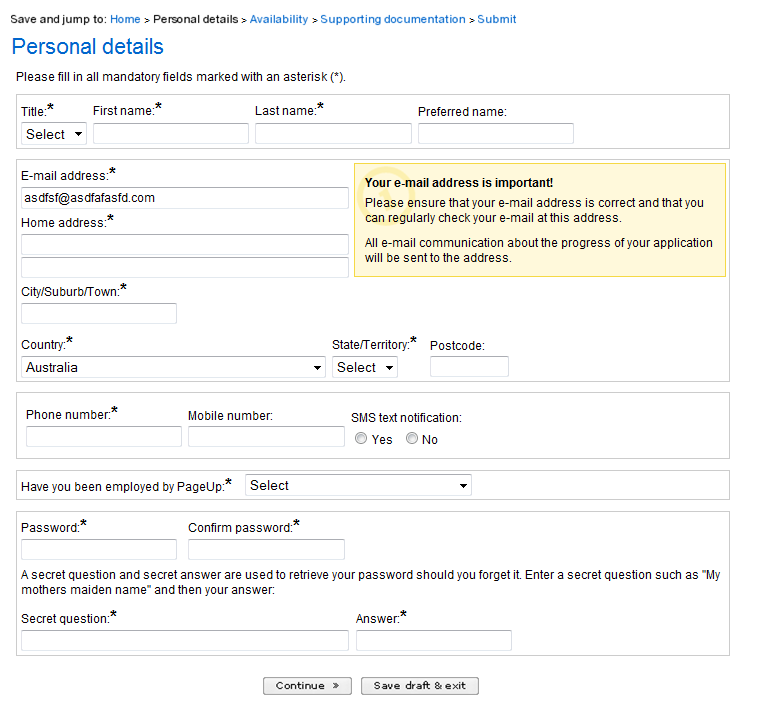 Save and jump to: Home > Personal details > Availability > Supporting documentation > Submit
Personal details
Please fill in all mandatory fields marked with an asterisk (*).
Title:* First name:* Last name:* Preferred name:
Select
E-mail address:*
asdfsf@asdfafasfd.com
Your e-mail address is important!
Please ensure that your e-mail address is correct and that you
can regularly check your e-mail at this address.
All e-mail communication about the progress of your application
will be sent to the address.
Home address:*
City/Suburb/Town:*
Country:* State/Territory:* Postcode:
Australia Select
Phone number:* Mobile number: SMS text notification:
Yes No
Have you been employed by PageUp:* Select
Password:* Confirm password:*
A secret question and secret answer are used to retrieve your password should you forget it. Enter a secret question such as "My
mothers maiden name" and then your answer:
Secret question:* Answer:*
Continue » Save draft & exit